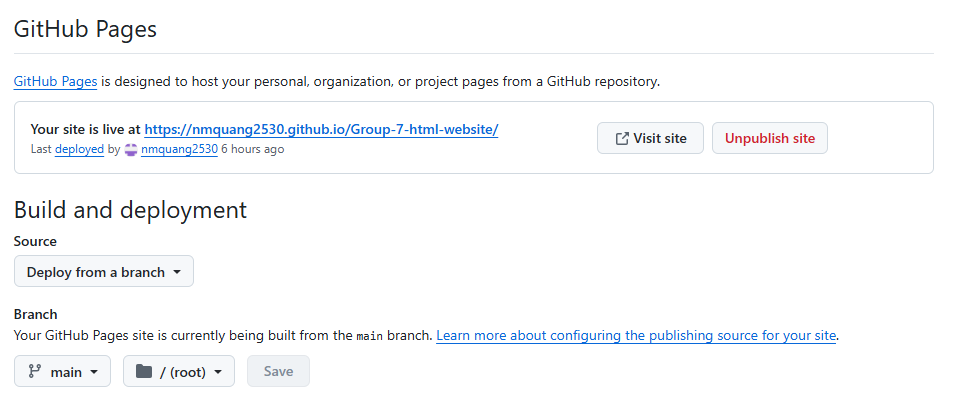 GitHub Pages
GitHub Pages is designed to host your personal, organization, or project pages from a GitHub repository.
Your site is live at https://nmquang2530.github.io/Group-7-html-website/
Last deployed by nmquang2530 6 hours ago
Visit site
Unpublish site
Build and deployment
Source
Deploy from a branch
Branch
Your GitHub Pages site is currently being built from the main branch. Learn more about configuring the publishing source for your site.
main
/ (root)
Save